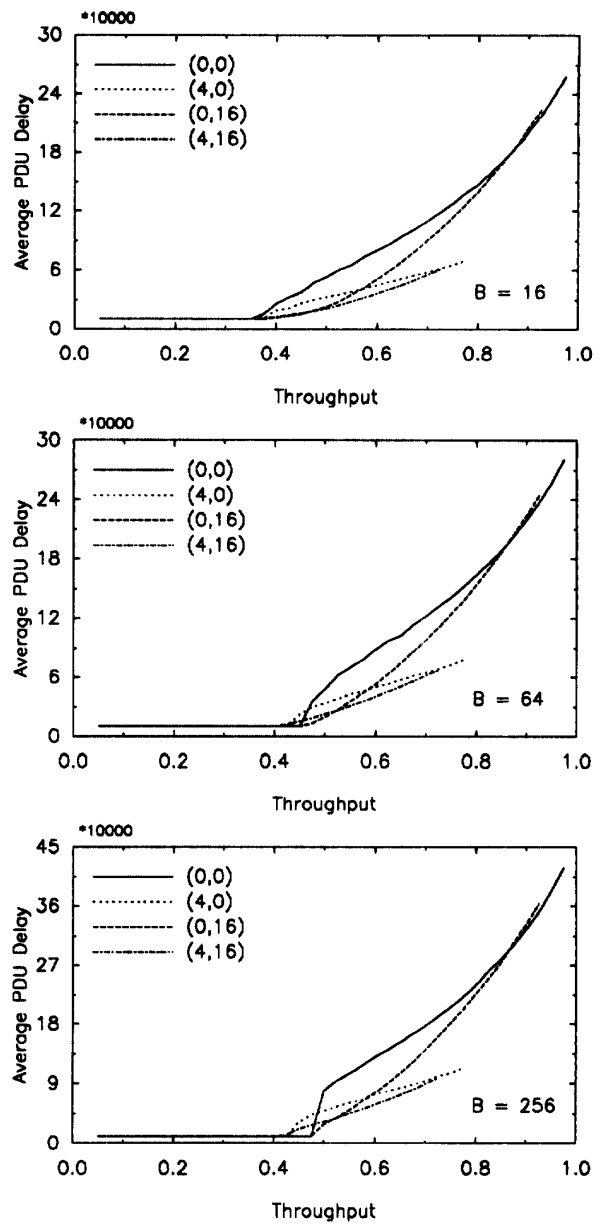 *10000
30
24
18
12
6
0
Average PDU Delay
(0,0)
(4,0)
(0,16)
(4,16)
B = 16
0.0 0.2 0.4 0.6 0.8 1.0
Throughput
*10000
30
24
18
12
6
0
Average PDU Delay
(0,0)
(4,0)
(0,16)
(4,16)
B = 64
0.0 0.2 0.4 0.6 0.8 1.0
Throughput
*10000
45
36
27
18
9
0
Average PDU Delay
(0,0)
(4,0)
(0,16)
(4,16)
B = 256
0.0 0.2 0.4 0.6 0.8 1.0
Throughput